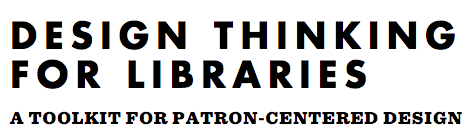 DESIGN THINKING
FOR LIBRARIES
A TOOLKIT FOR PATRON-CENTERED DESIGN